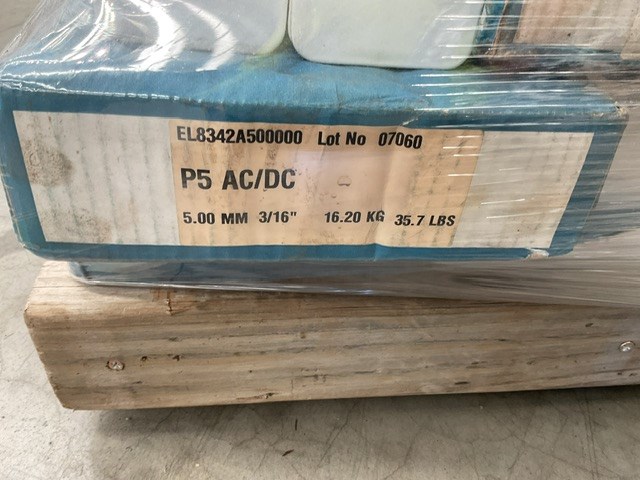 EL8342A500000 Lot No 07060
P5 AC/DC
5.00 MM 3/16" 16.20 KG 35.7 LBS